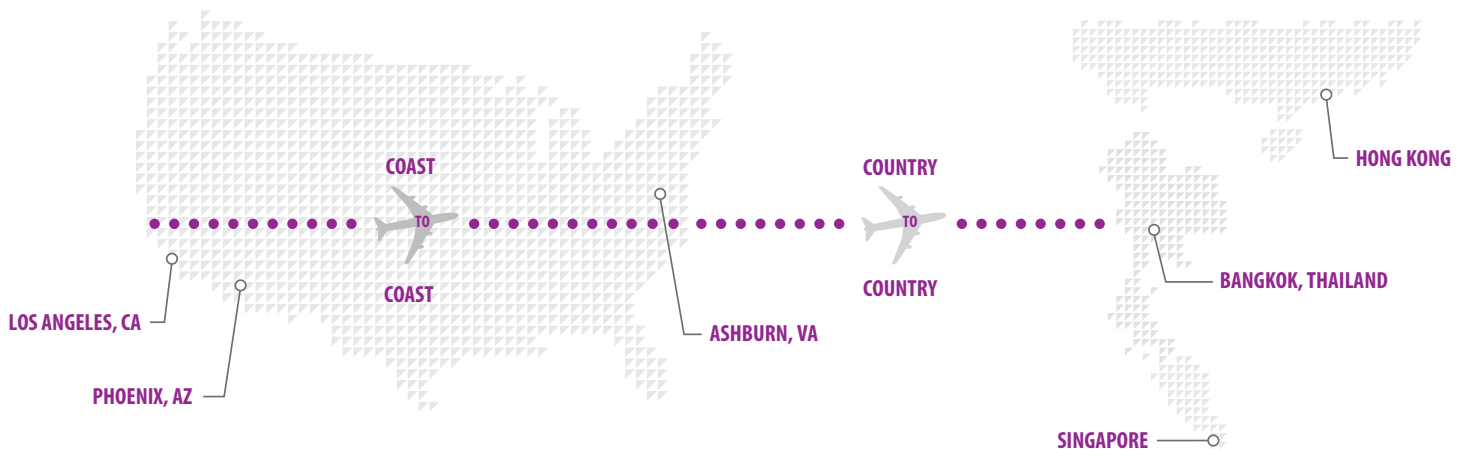 COAST
TO
COAST
COUNTRY
TO
COUNTRY
HONG KONG
BANGKOK, THAILAND
LOS ANGELES, CA
ASHBURN, VA
PHOENIX, AZ
SINGAPORE